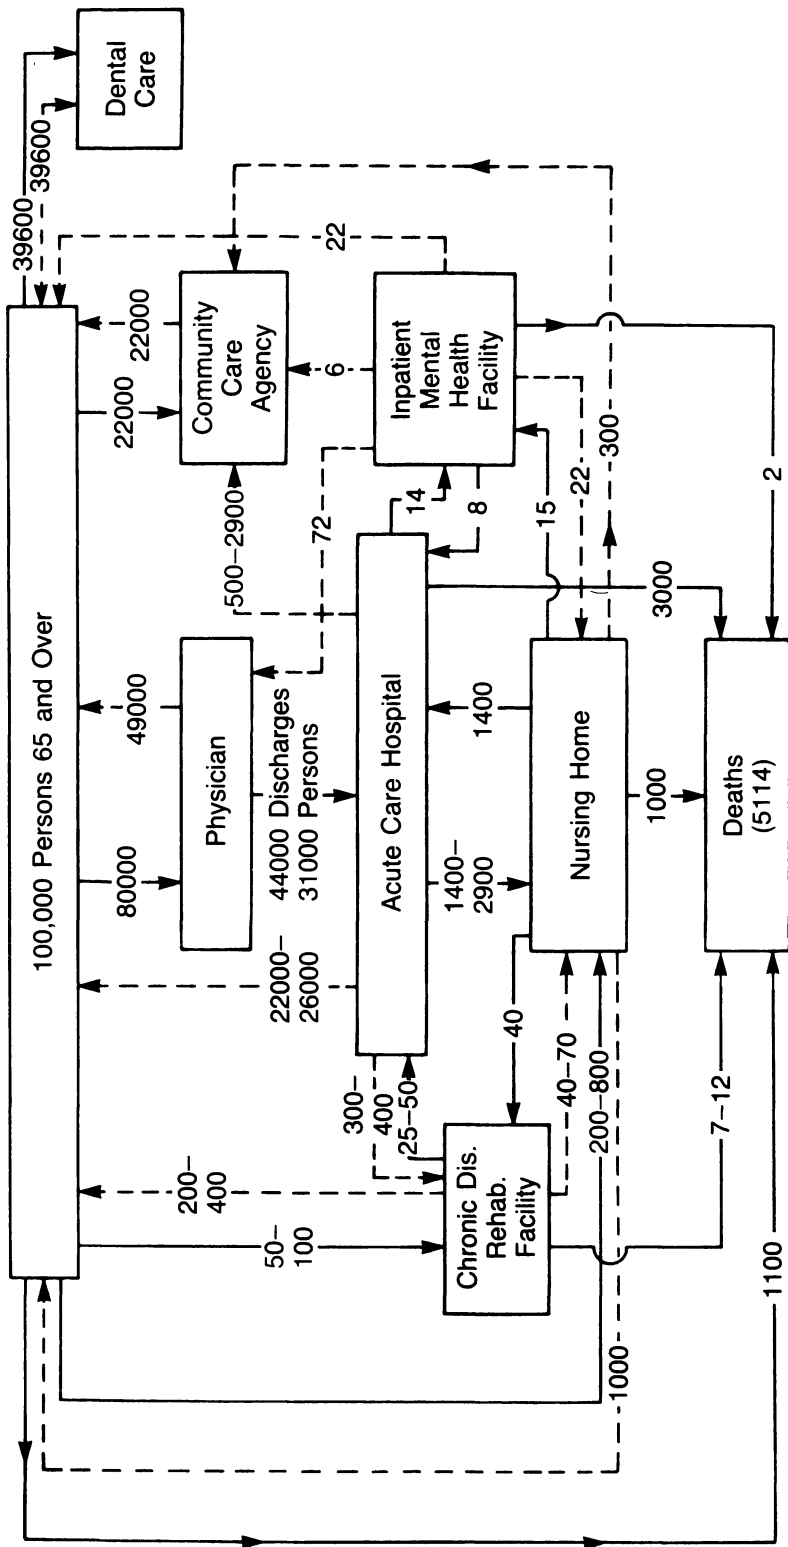 100,000 Persons 65 and Over
39600
39600
Dental
Care
22000
22000
49000
80000
200–
400
50–
100
22000–
26000
Physician
Community
Care
Agency
500–2900
72
6
22
44000 Discharges
31000 Persons
Acute Care Hospital
Inpatient
Mental
Health
Facility
14
8
300–
400
25–50
Chronic Dis.
Rehab.
Facility
40
1400–
2900
1400
15
22
300
3000
2
40–70
200–800
1000
Nursing Home
1000
7–12
1100
Deaths
(5114)